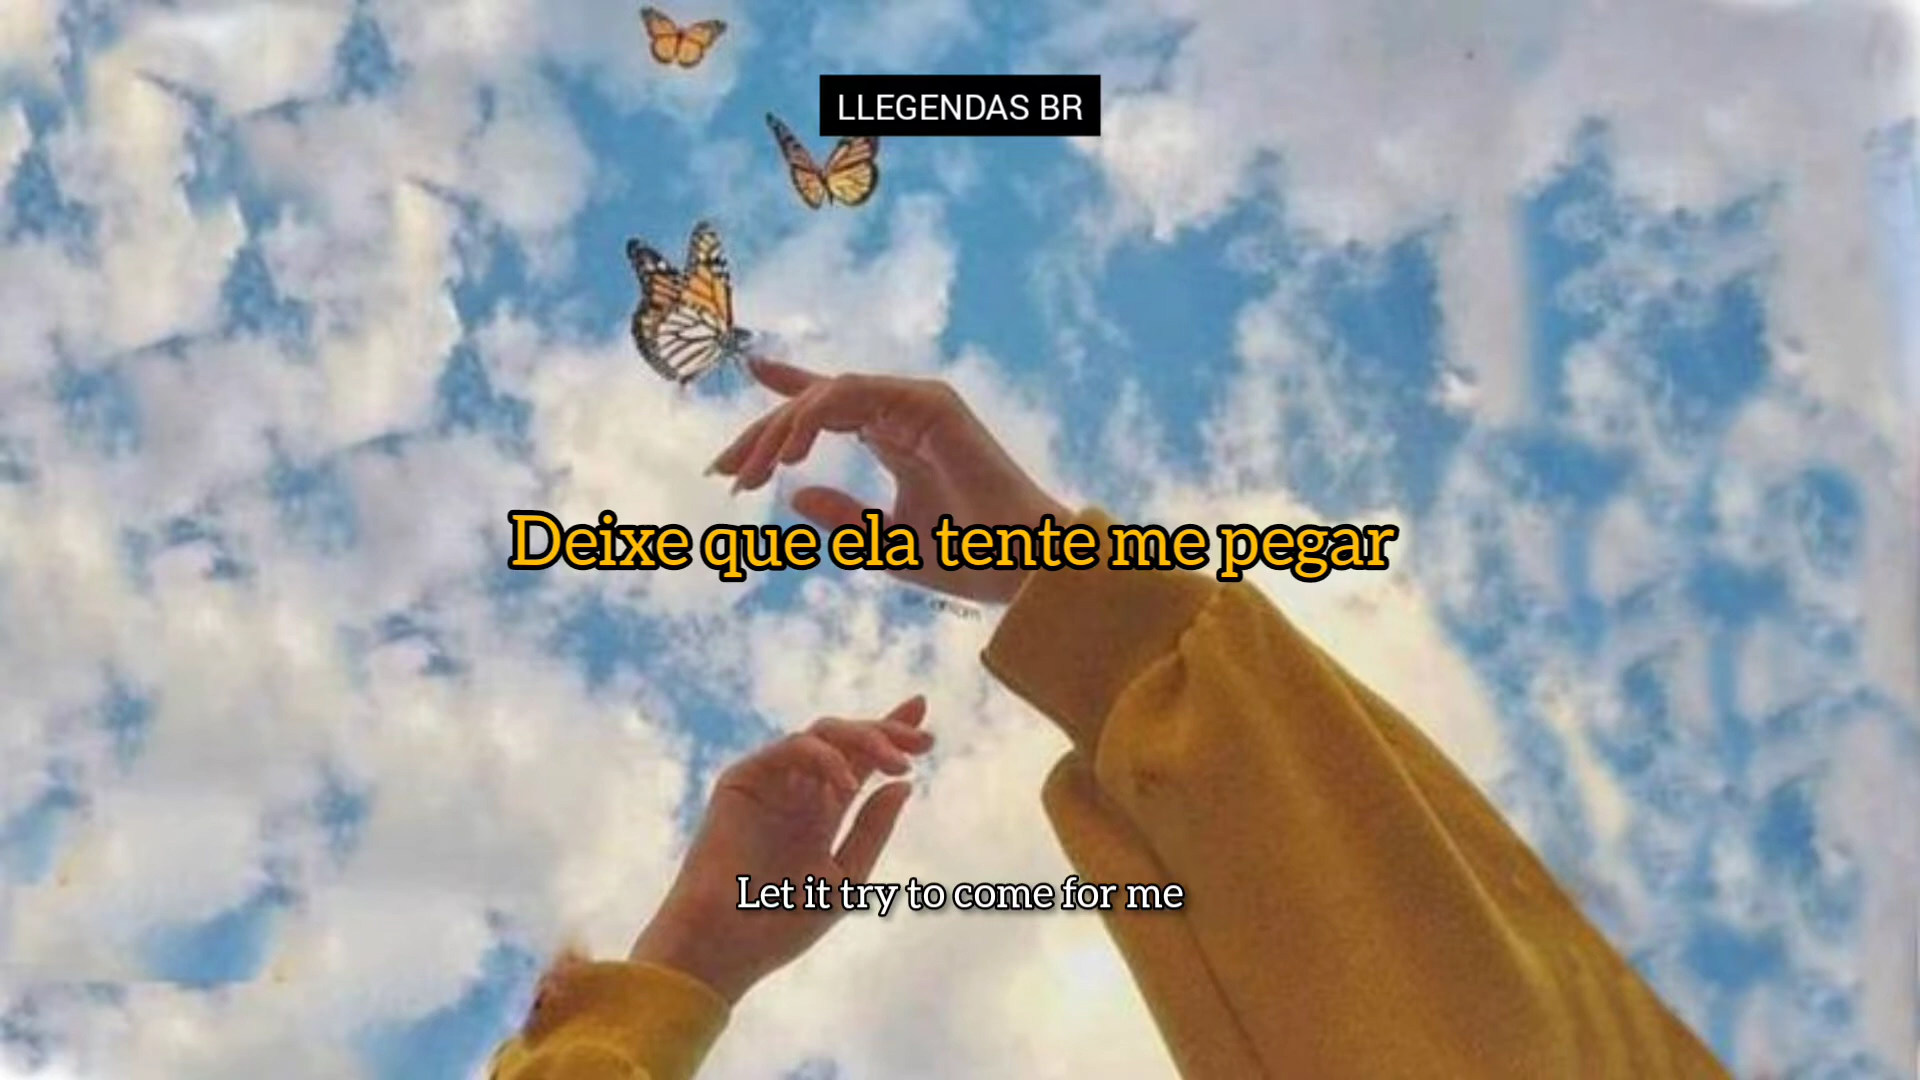 LLEGENDAS BR
Deixe que ela tente me pegar
Let it try to come for me